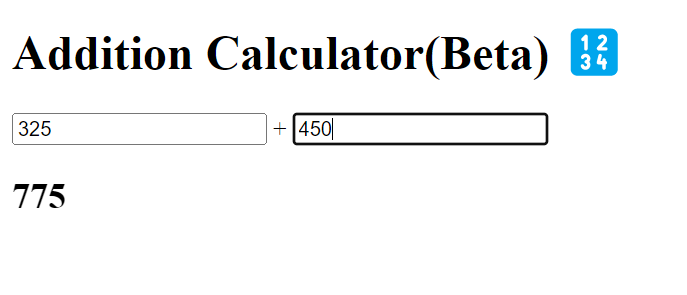 Addition Calculator(Beta) 🔢
325 + 450
775